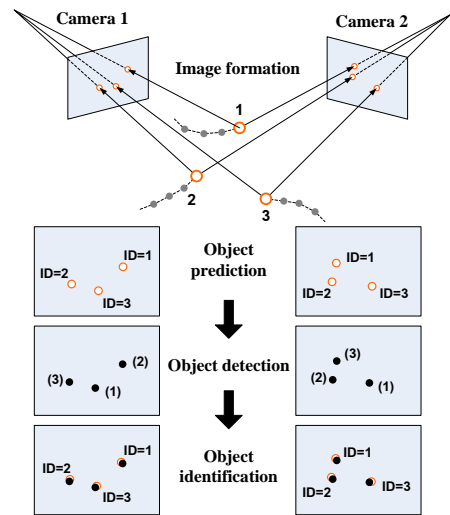 Camera 1
Camera 2
Image formation
1
2
3
Object
prediction
ID=1
ID=2
ID=3
ID=1
ID=2
ID=3
Object detection
(2)
(3)
(1)
(3)
(2)
(1)
Object
identification
ID=1
ID=2
ID=3
ID=1
ID=2
ID=3